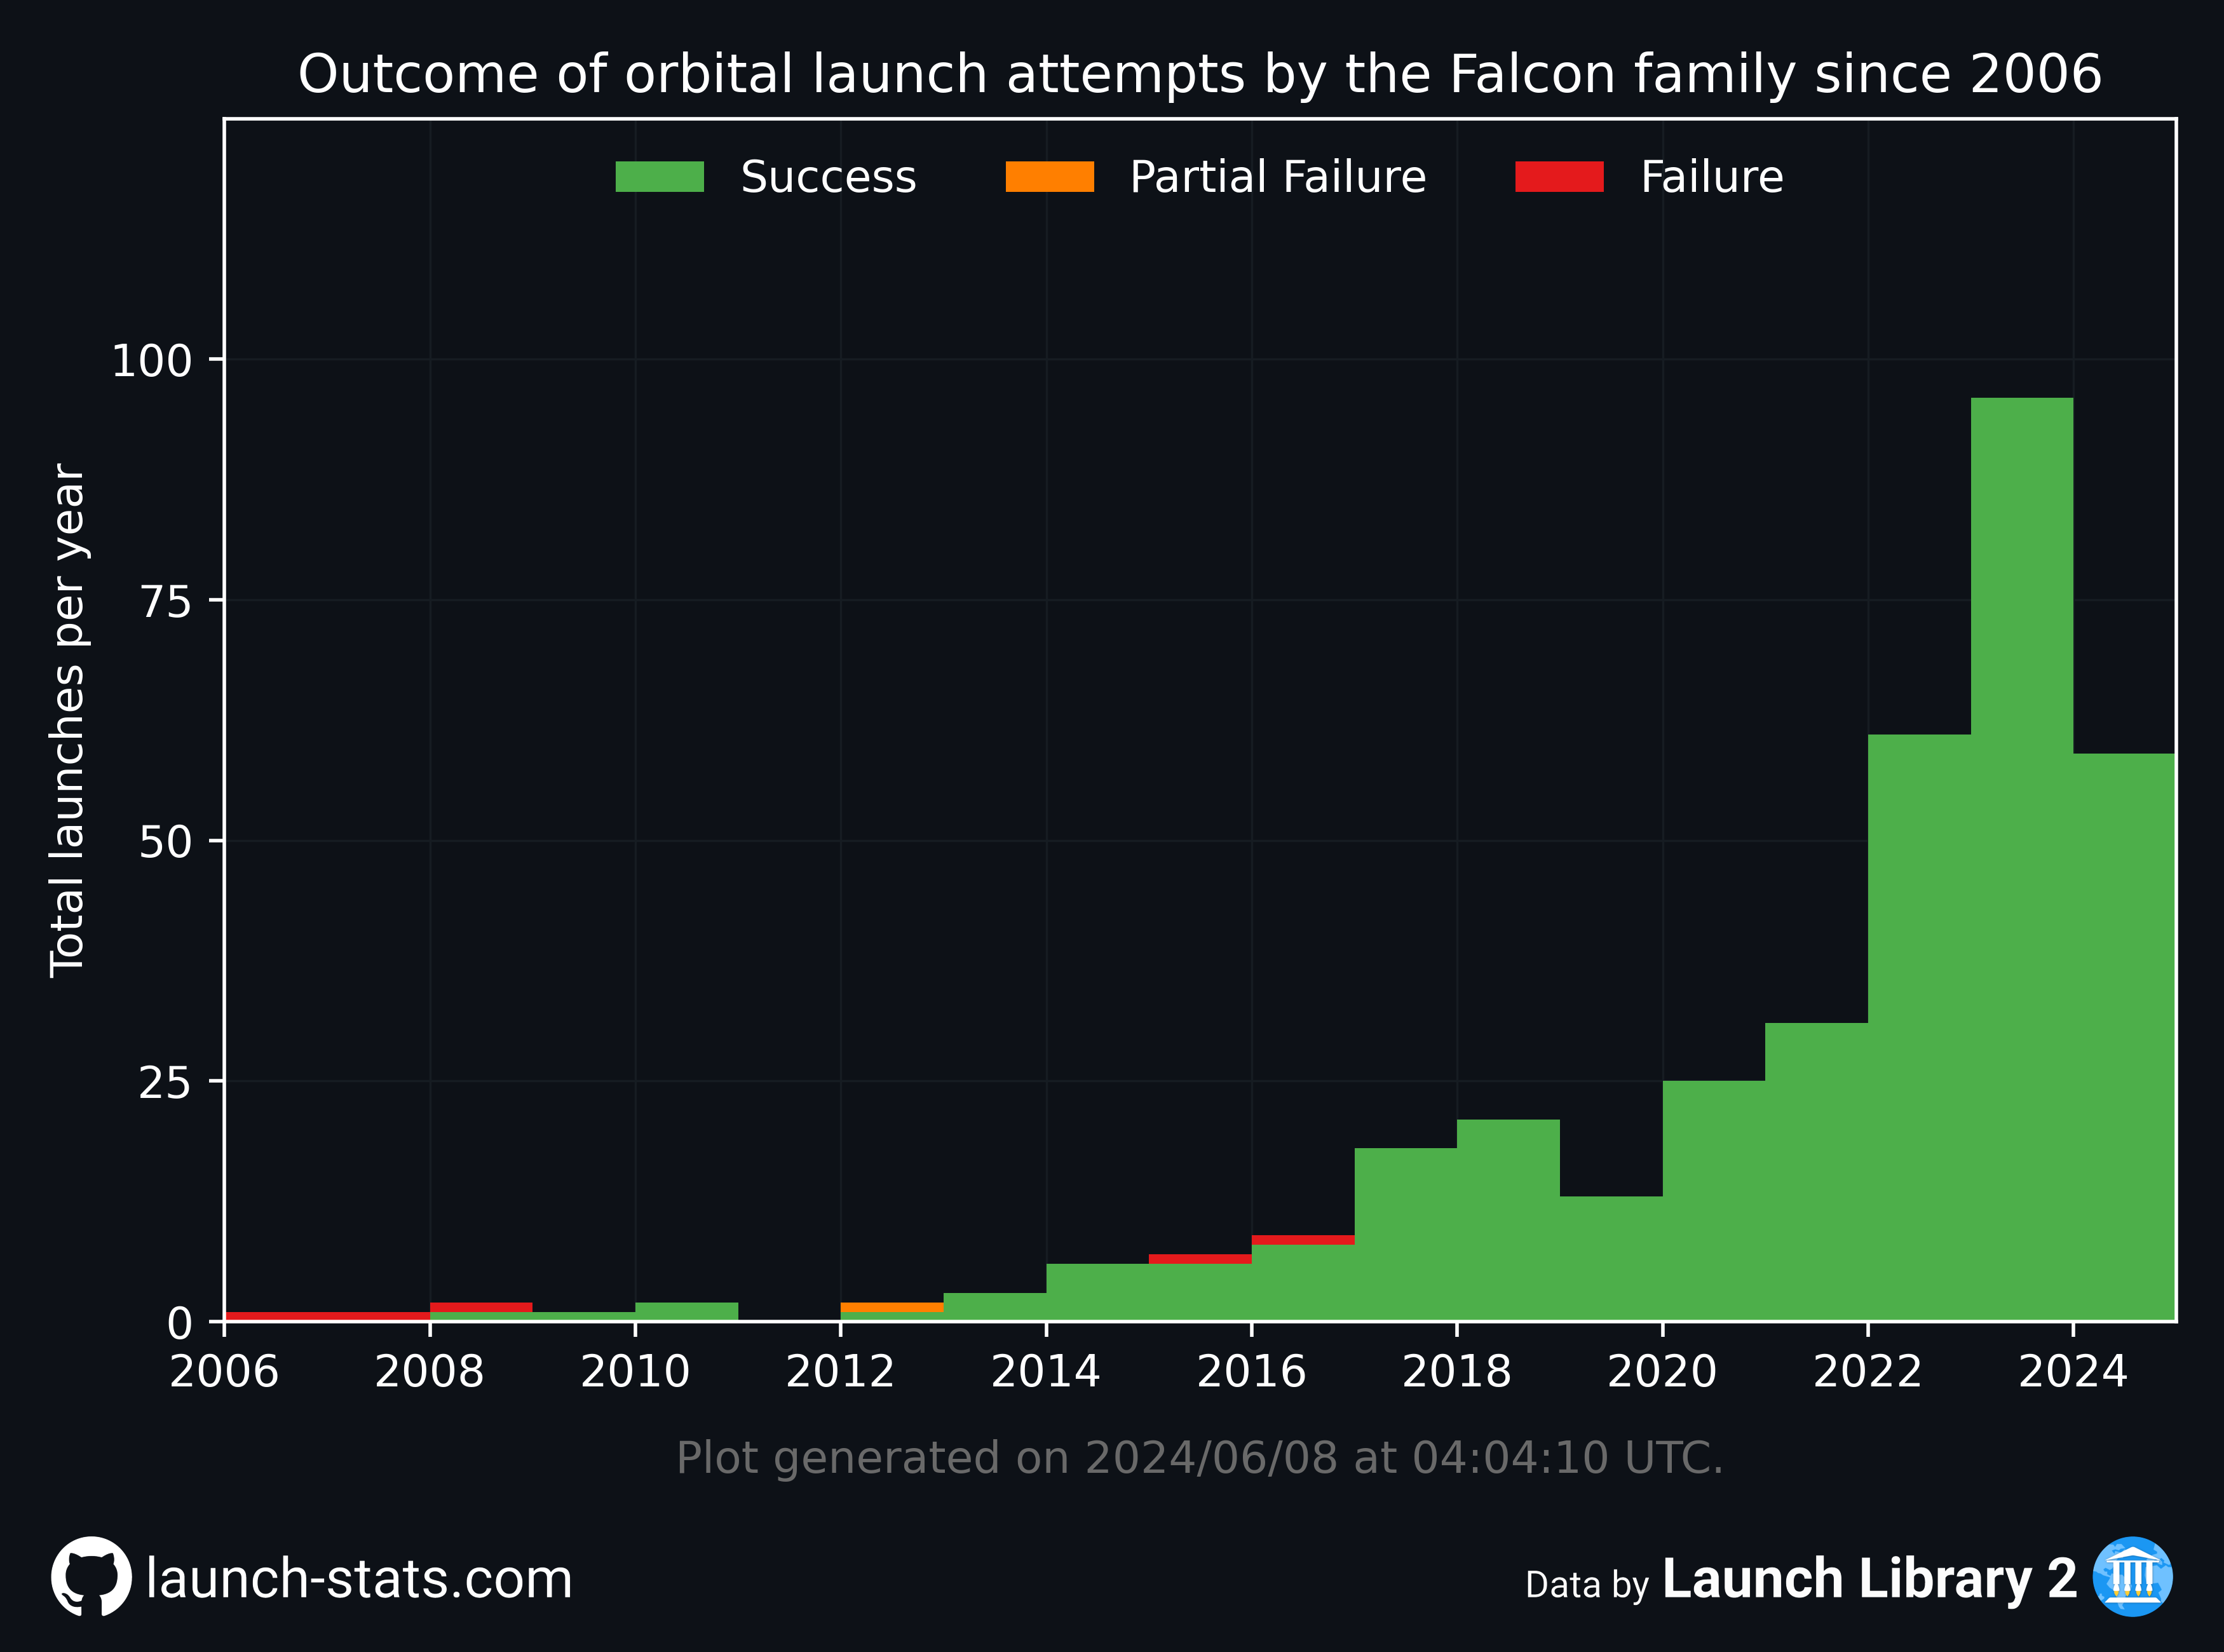 Outcome of orbital launch attempts by the Falcon family since 2006
Success Partial Failure Failure
Total launches per year
100
75
50
25
0
2006 2008 2010 2012 2014 2016 2018 2020 2022 2024
Plot generated on 2024/06/08 at 04:04:10 UTC.
launch-stats.com
Data by Launch Library 2